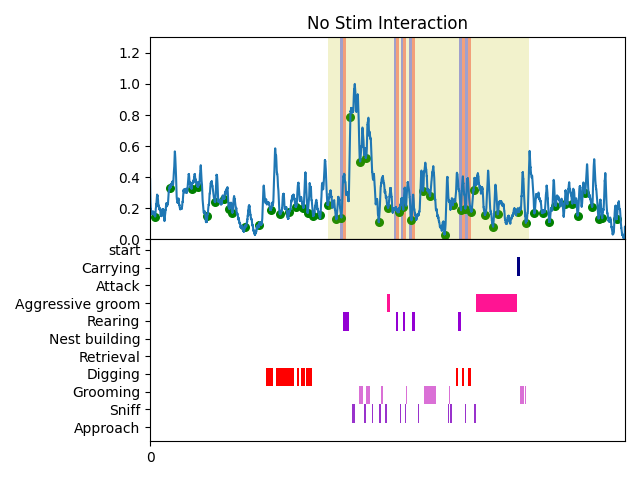 No Stim Interaction
1.2
1.0
0.8
0.6
0.4
0.2
0.0
start
Carrying
Attack
Aggressive groom
Rearing
Nest building
Retrieval
Digging
Grooming
Sniff
Approach
0